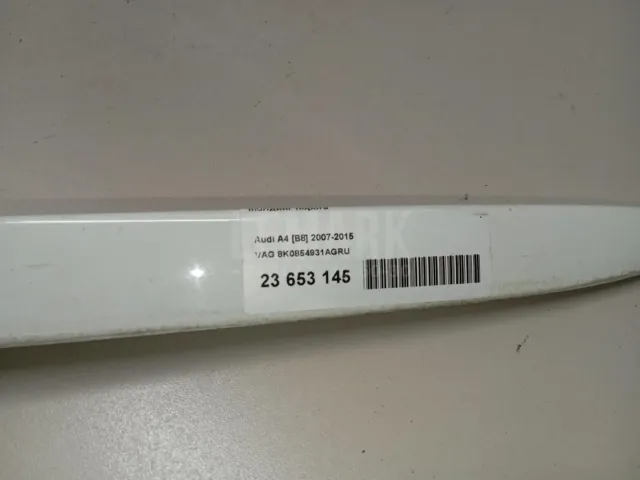 Audi A4 [B8] 2007-2015
VAG 8K0854931AGRU
23 653 145